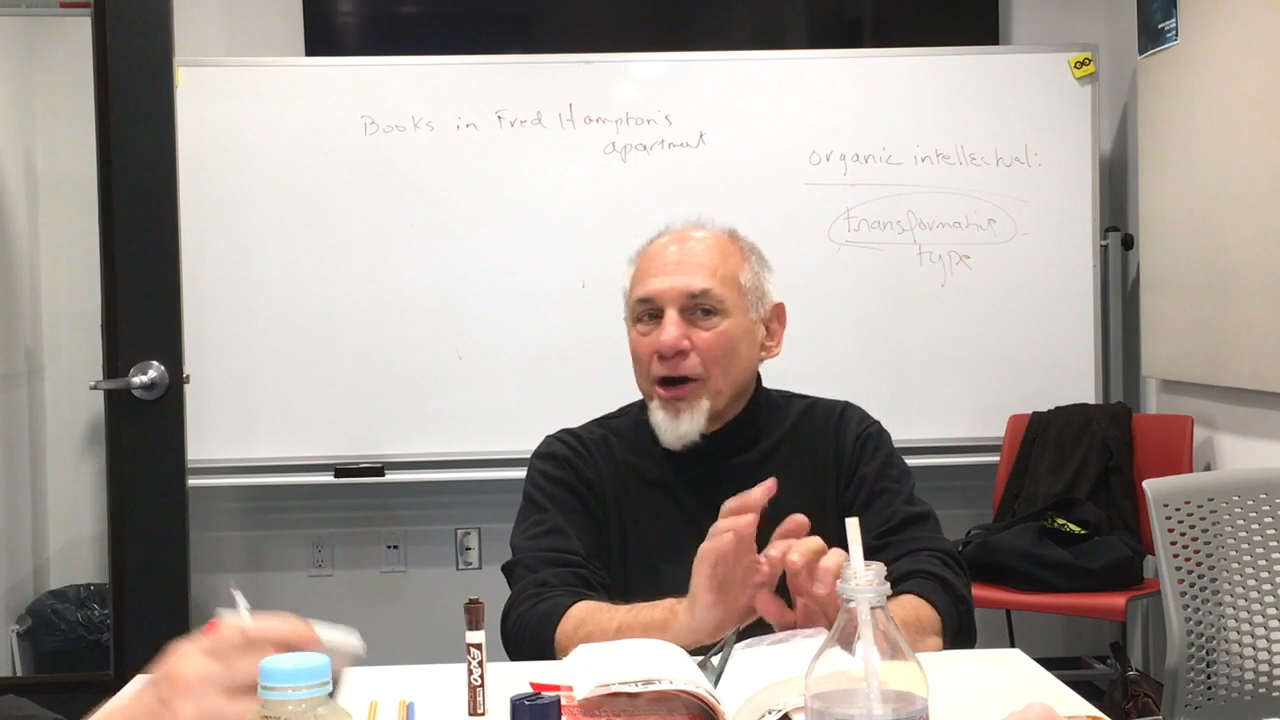 Books in Fred Hampton's
apartment
organic intellectual:
transformative
type
EXPO